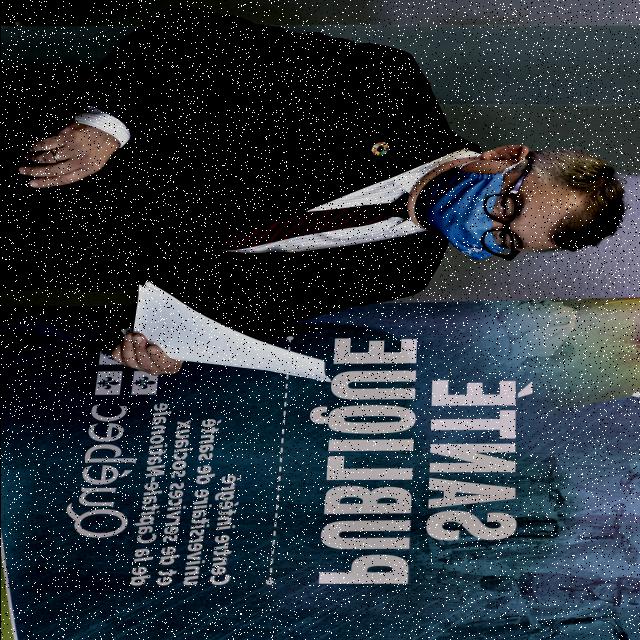 SANTÉ
PUBLIQUE
Centre intégré
universitaire de santé
et de services sociaux
de la Capitale-Nationale
Québec